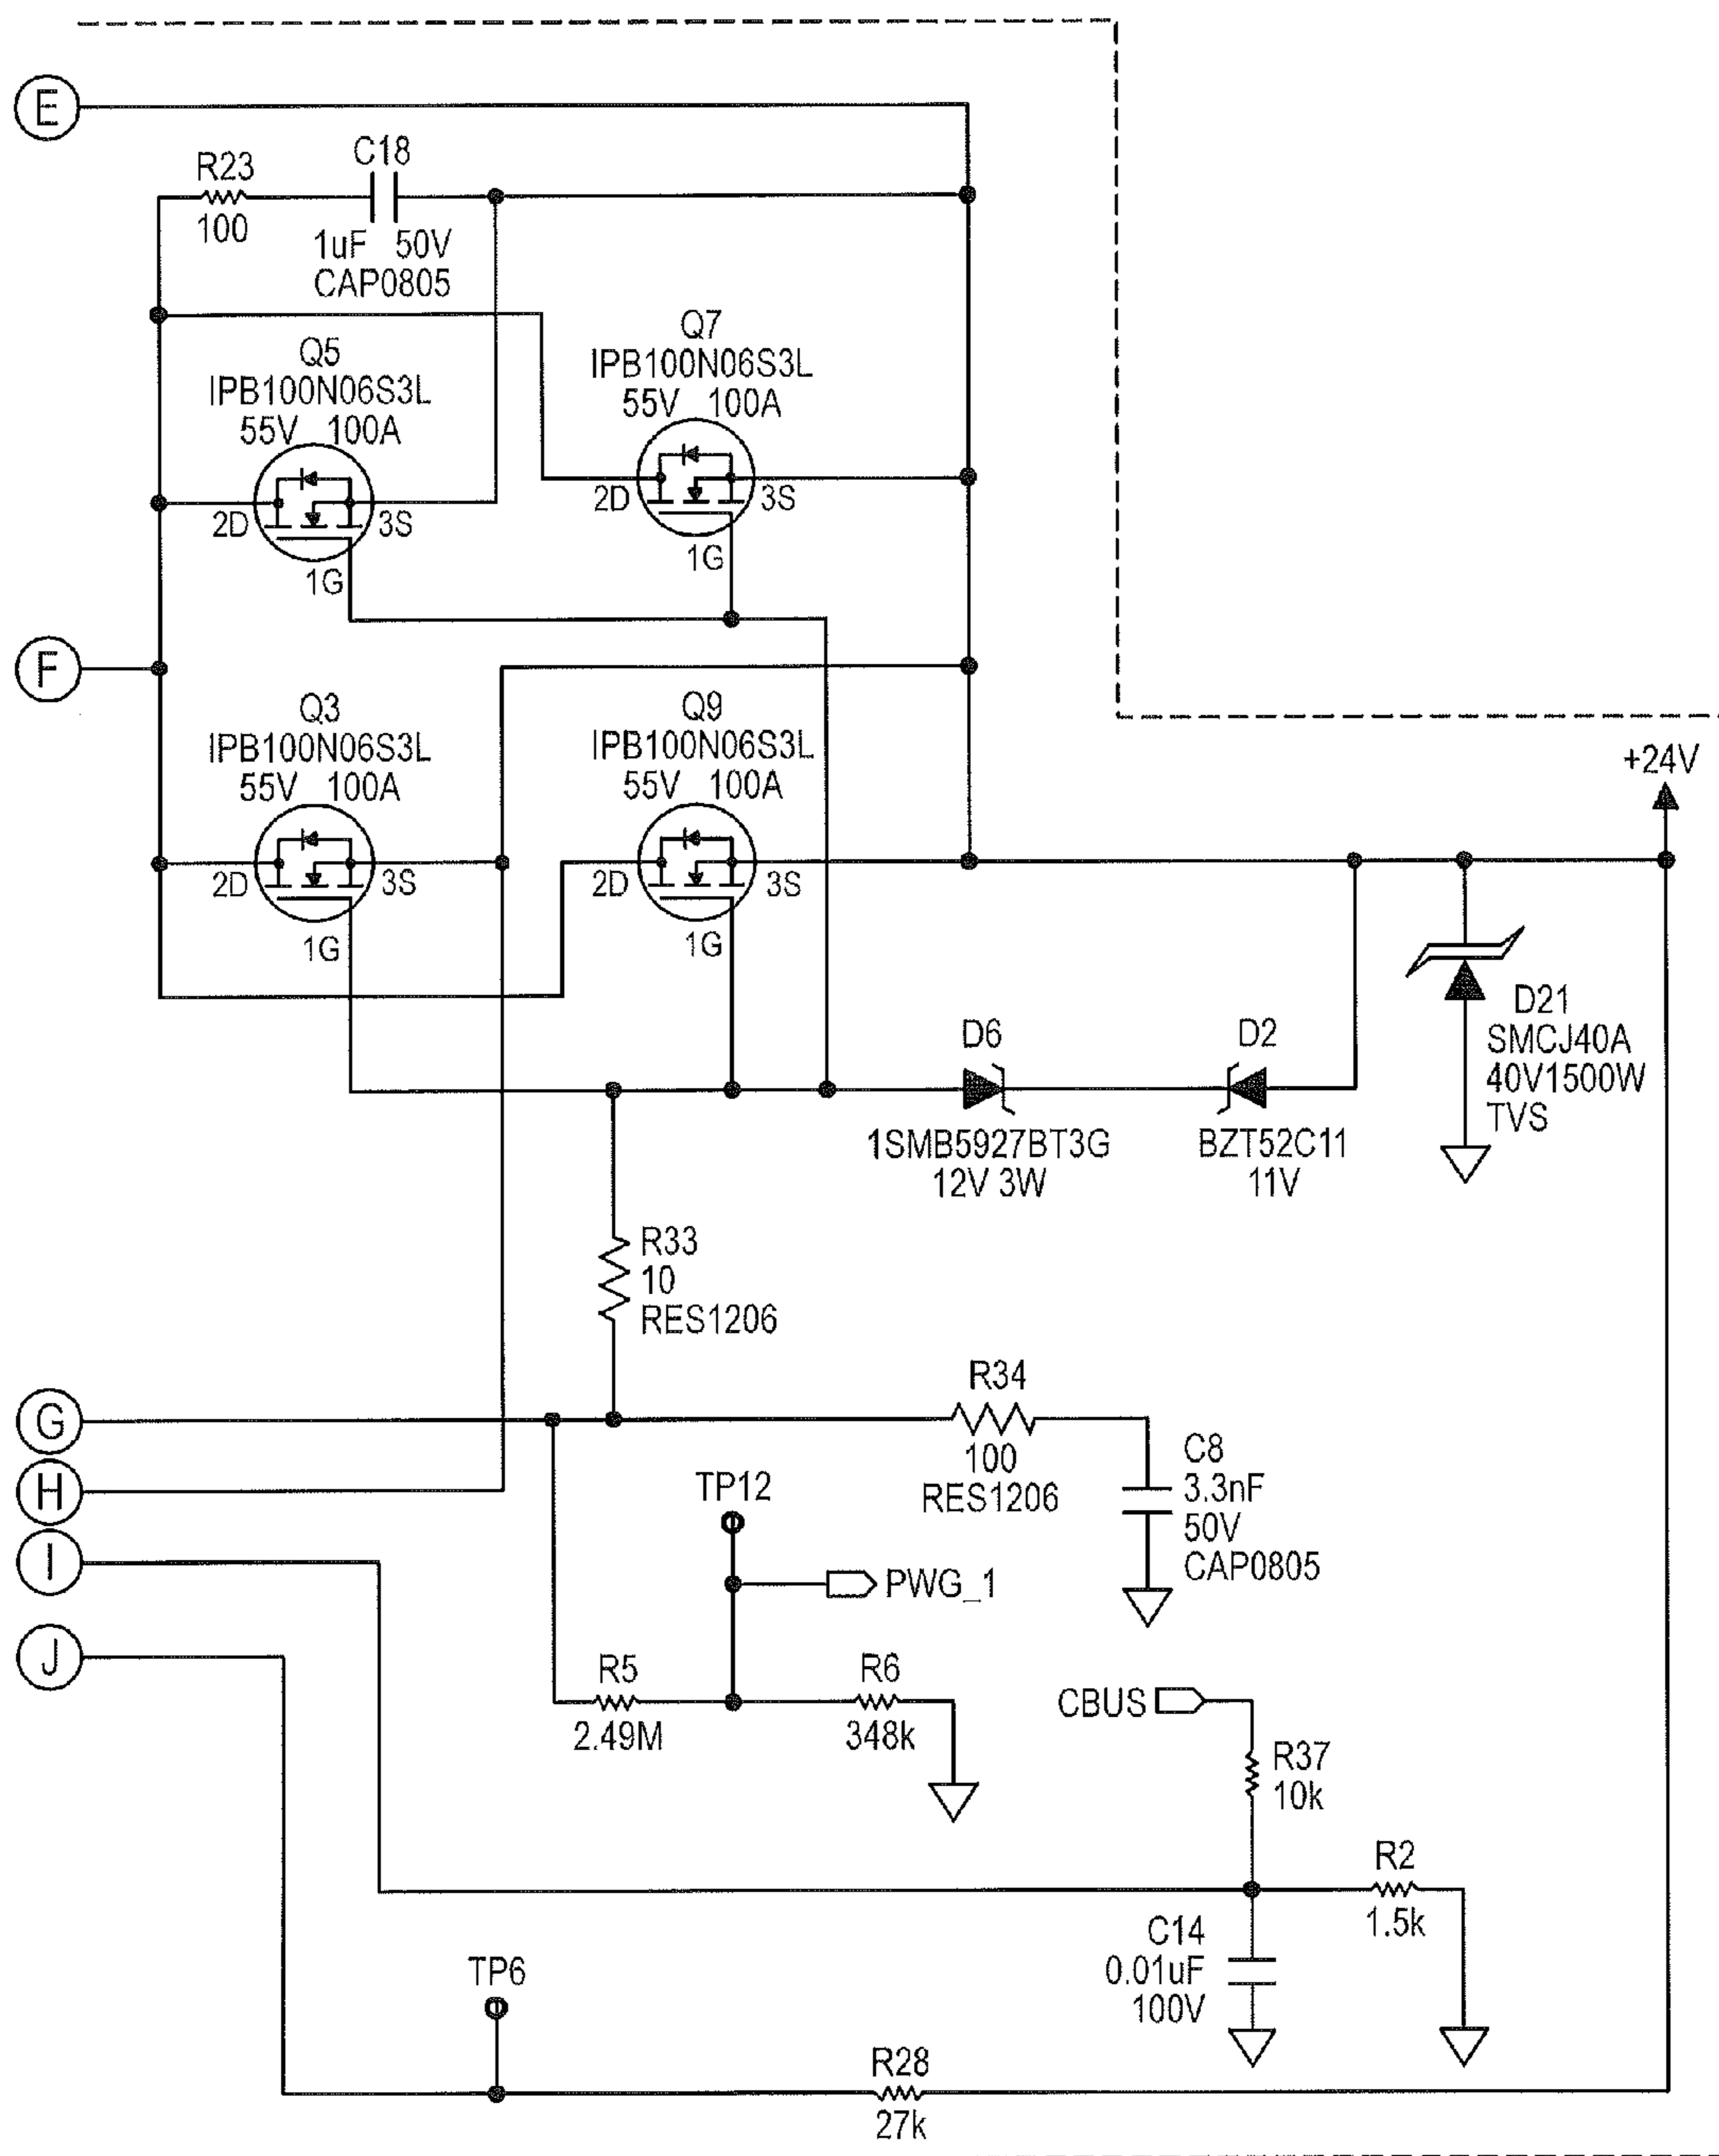 E
R23
100
C18
1uF 50V
CAP0805
Q5
IPB100N06S3L
55V 100A
2D
3S
1G
Q7
IPB100N06S3L
55V 100A
2D
3S
1G
F
Q3
IPB100N06S3L
55V 100A
2D
3S
1G
Q9
IPB100N06S3L
55V 100A
2D
3S
1G
+24V
D21
SMCJ40A
40V1500W
TVS
D6
1SMB5927BT3G
12V 3W
D2
BZT52C11
11V
R33
10
RES1206
G
R34
100
RES1206
C8
3.3nF
50V
CAP0805
H
TP12
I
PWG_1
J
R5
2.49M
R6
348k
CBUS
R37
10k
R2
1.5k
C14
0.01uF
100V
TP6
R28
27k